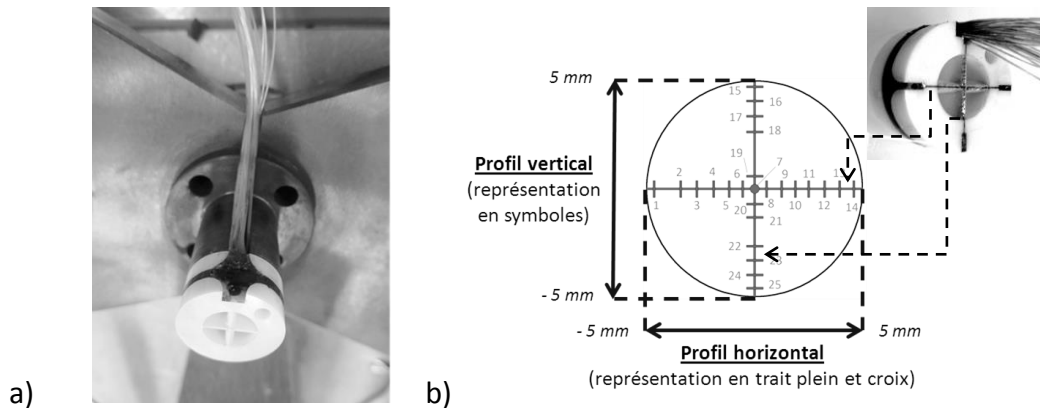 a)
b)
5 mm
Profil vertical
(représentation
en symboles)
- 5 mm
- 5 mm
5 mm
Profil horizontal
(représentation en trait plein et croix)
15
16
17
18
19
7
6
2
4
9
11
1
3
5
8
10
12
14
20
21
22
23
24
25